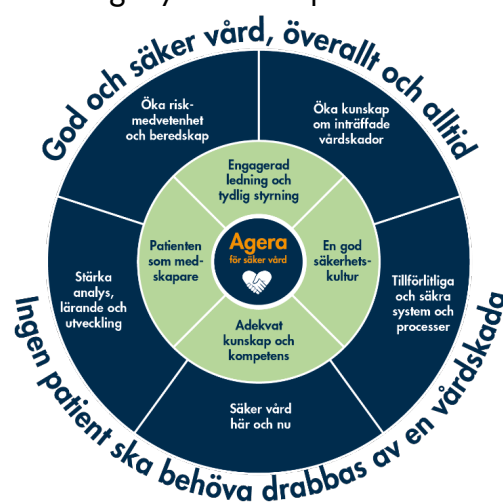 God och säker vård, överallt och alltid
Öka risk-
medvetenhet
och beredskap
Öka kunskap
om inträffade
vårdskador
Engagerad
ledning och
tydlig styrning
Patienten
som med-
skapare
Agera
för säker vård
En god
säkerhets-
kultur
Stärka
analys,
lärande och
utveckling
Tillförlitliga
och säkra
system och
processer
Adekvat
kunskap och
kompetens
Säker vård
här och nu
Ingen patient ska behöva drabbas av en vårdskada